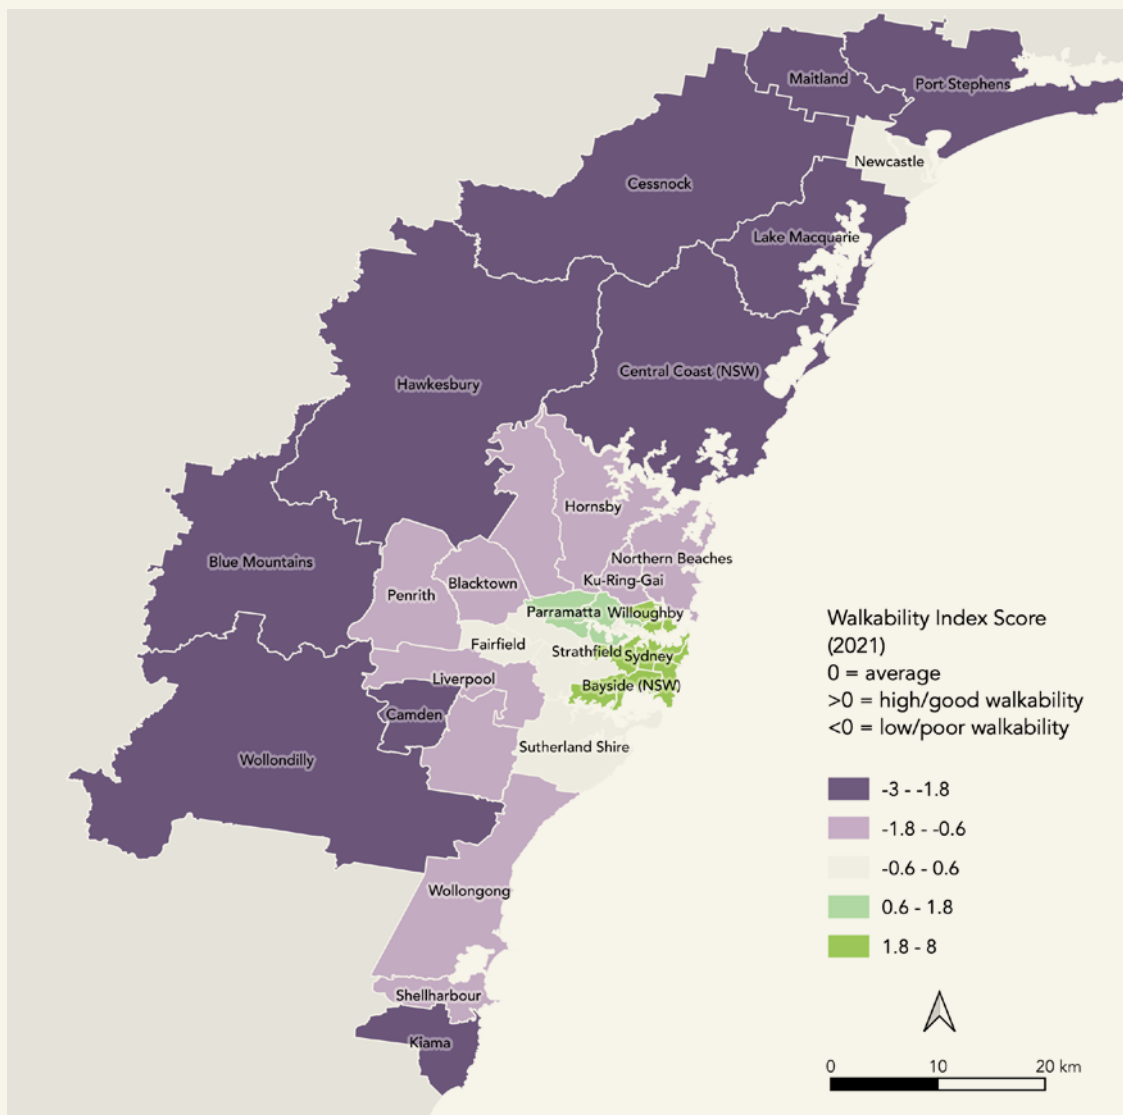 Maitland
Port Stephens
Newcastle
Cessnock
Lake Macquarie
Central Coast (NSW)
Hawkesbury
Hornsby
Northern Beaches
Blue Mountains
Ku-Ring-Gai
Blacktown
Penrith
Parramatta
Willoughby
Fairfield
Strathfield
Sydney
Liverpool
Bayside (NSW)
Camden
Sutherland Shire
Wollondilly
Wollongong
Shellharbour
Kiama
Walkability Index Score
(2021)
0 = average
>0 = high/good walkability
<0 = low/poor walkability
-3 - -1.8
-1.8 - -0.6
-0.6 - 0.6
0.6 - 1.8
1.8 - 8
0 10 20 km